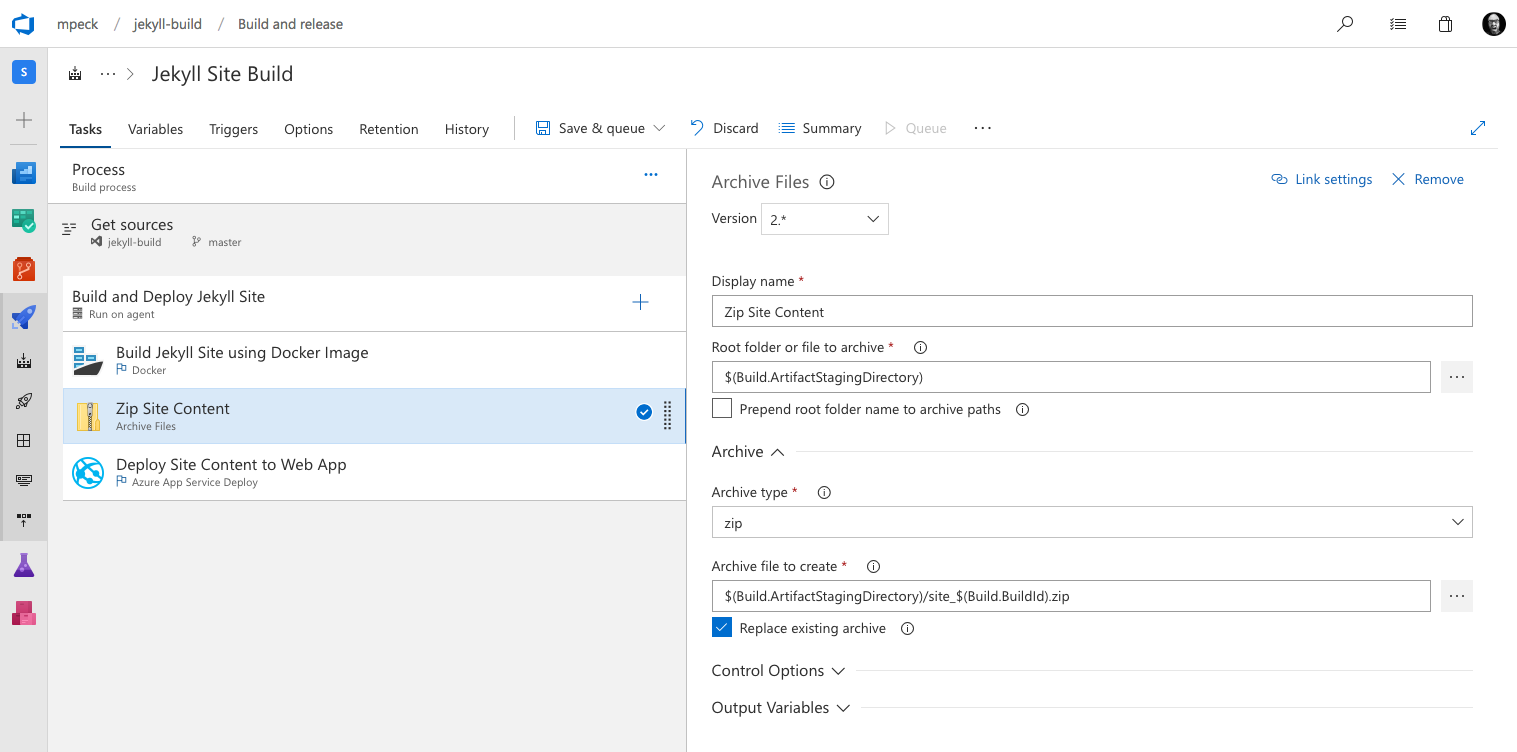 mpeck / jekyll-build / Build and release
S
··· > Jekyll Site Build
Tasks Variables Triggers Options Retention History Save & queue Discard Summary Queue ···
Process
Build process
Get sources
jekyll-build master
Build and Deploy Jekyll Site
Run on agent
Build Jekyll Site using Docker Image
Docker
Zip Site Content
Archive Files
Deploy Site Content to Web App
Azure App Service Deploy
Archive Files
Link settings Remove
Version 2.*
Display name *
Zip Site Content
Root folder or file to archive *
$(Build.ArtifactStagingDirectory)
Prepend root folder name to archive paths
Archive
Archive type *
zip
Archive file to create *
$(Build.ArtifactStagingDirectory)/site_$(Build.BuildId).zip
Replace existing archive
Control Options
Output Variables